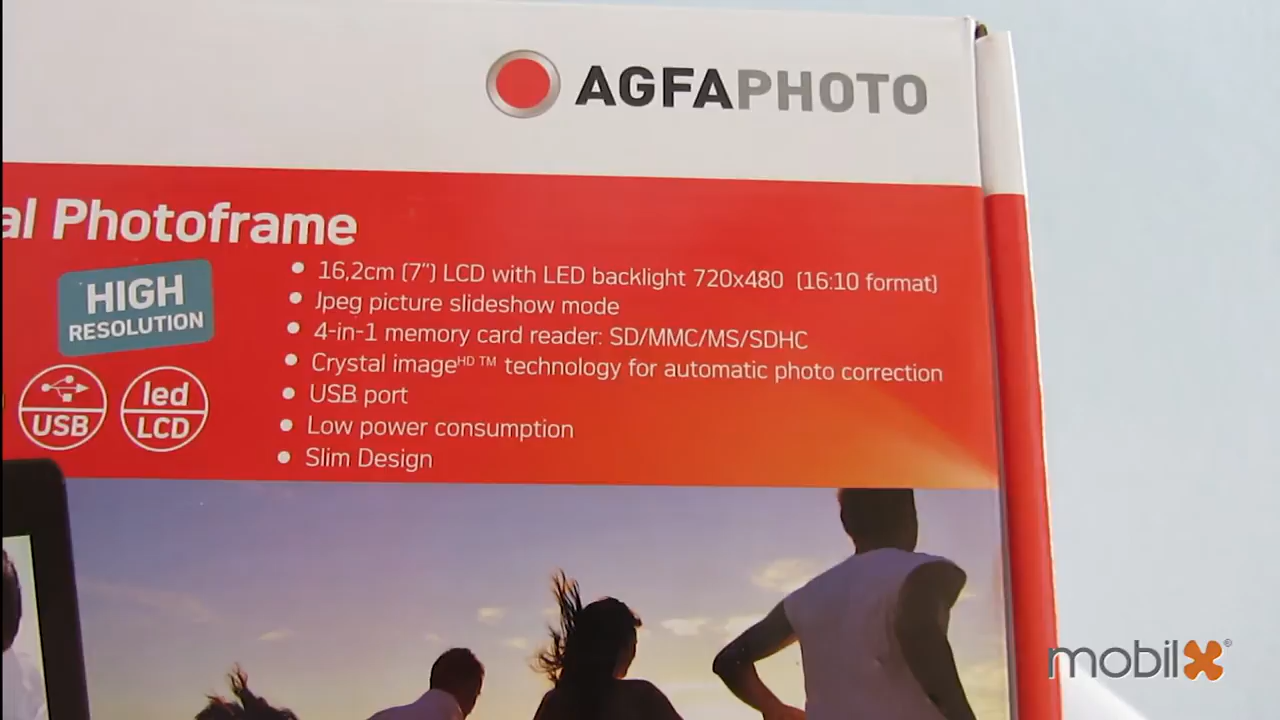 AGFAPHOTO
al Photoframe
HIGH
RESOLUTION
USB
led
LCD
• 16,2cm (7") LCD with LED backlight 720x480 (16:10 format)
• Jpeg picture slideshow mode
• 4-in-1 memory card reader: SD/MMC/MS/SDHC
• Crystal imageᴴᴰ ™ technology for automatic photo correction
• USB port
• Low power consumption
• Slim Design
mobilX®